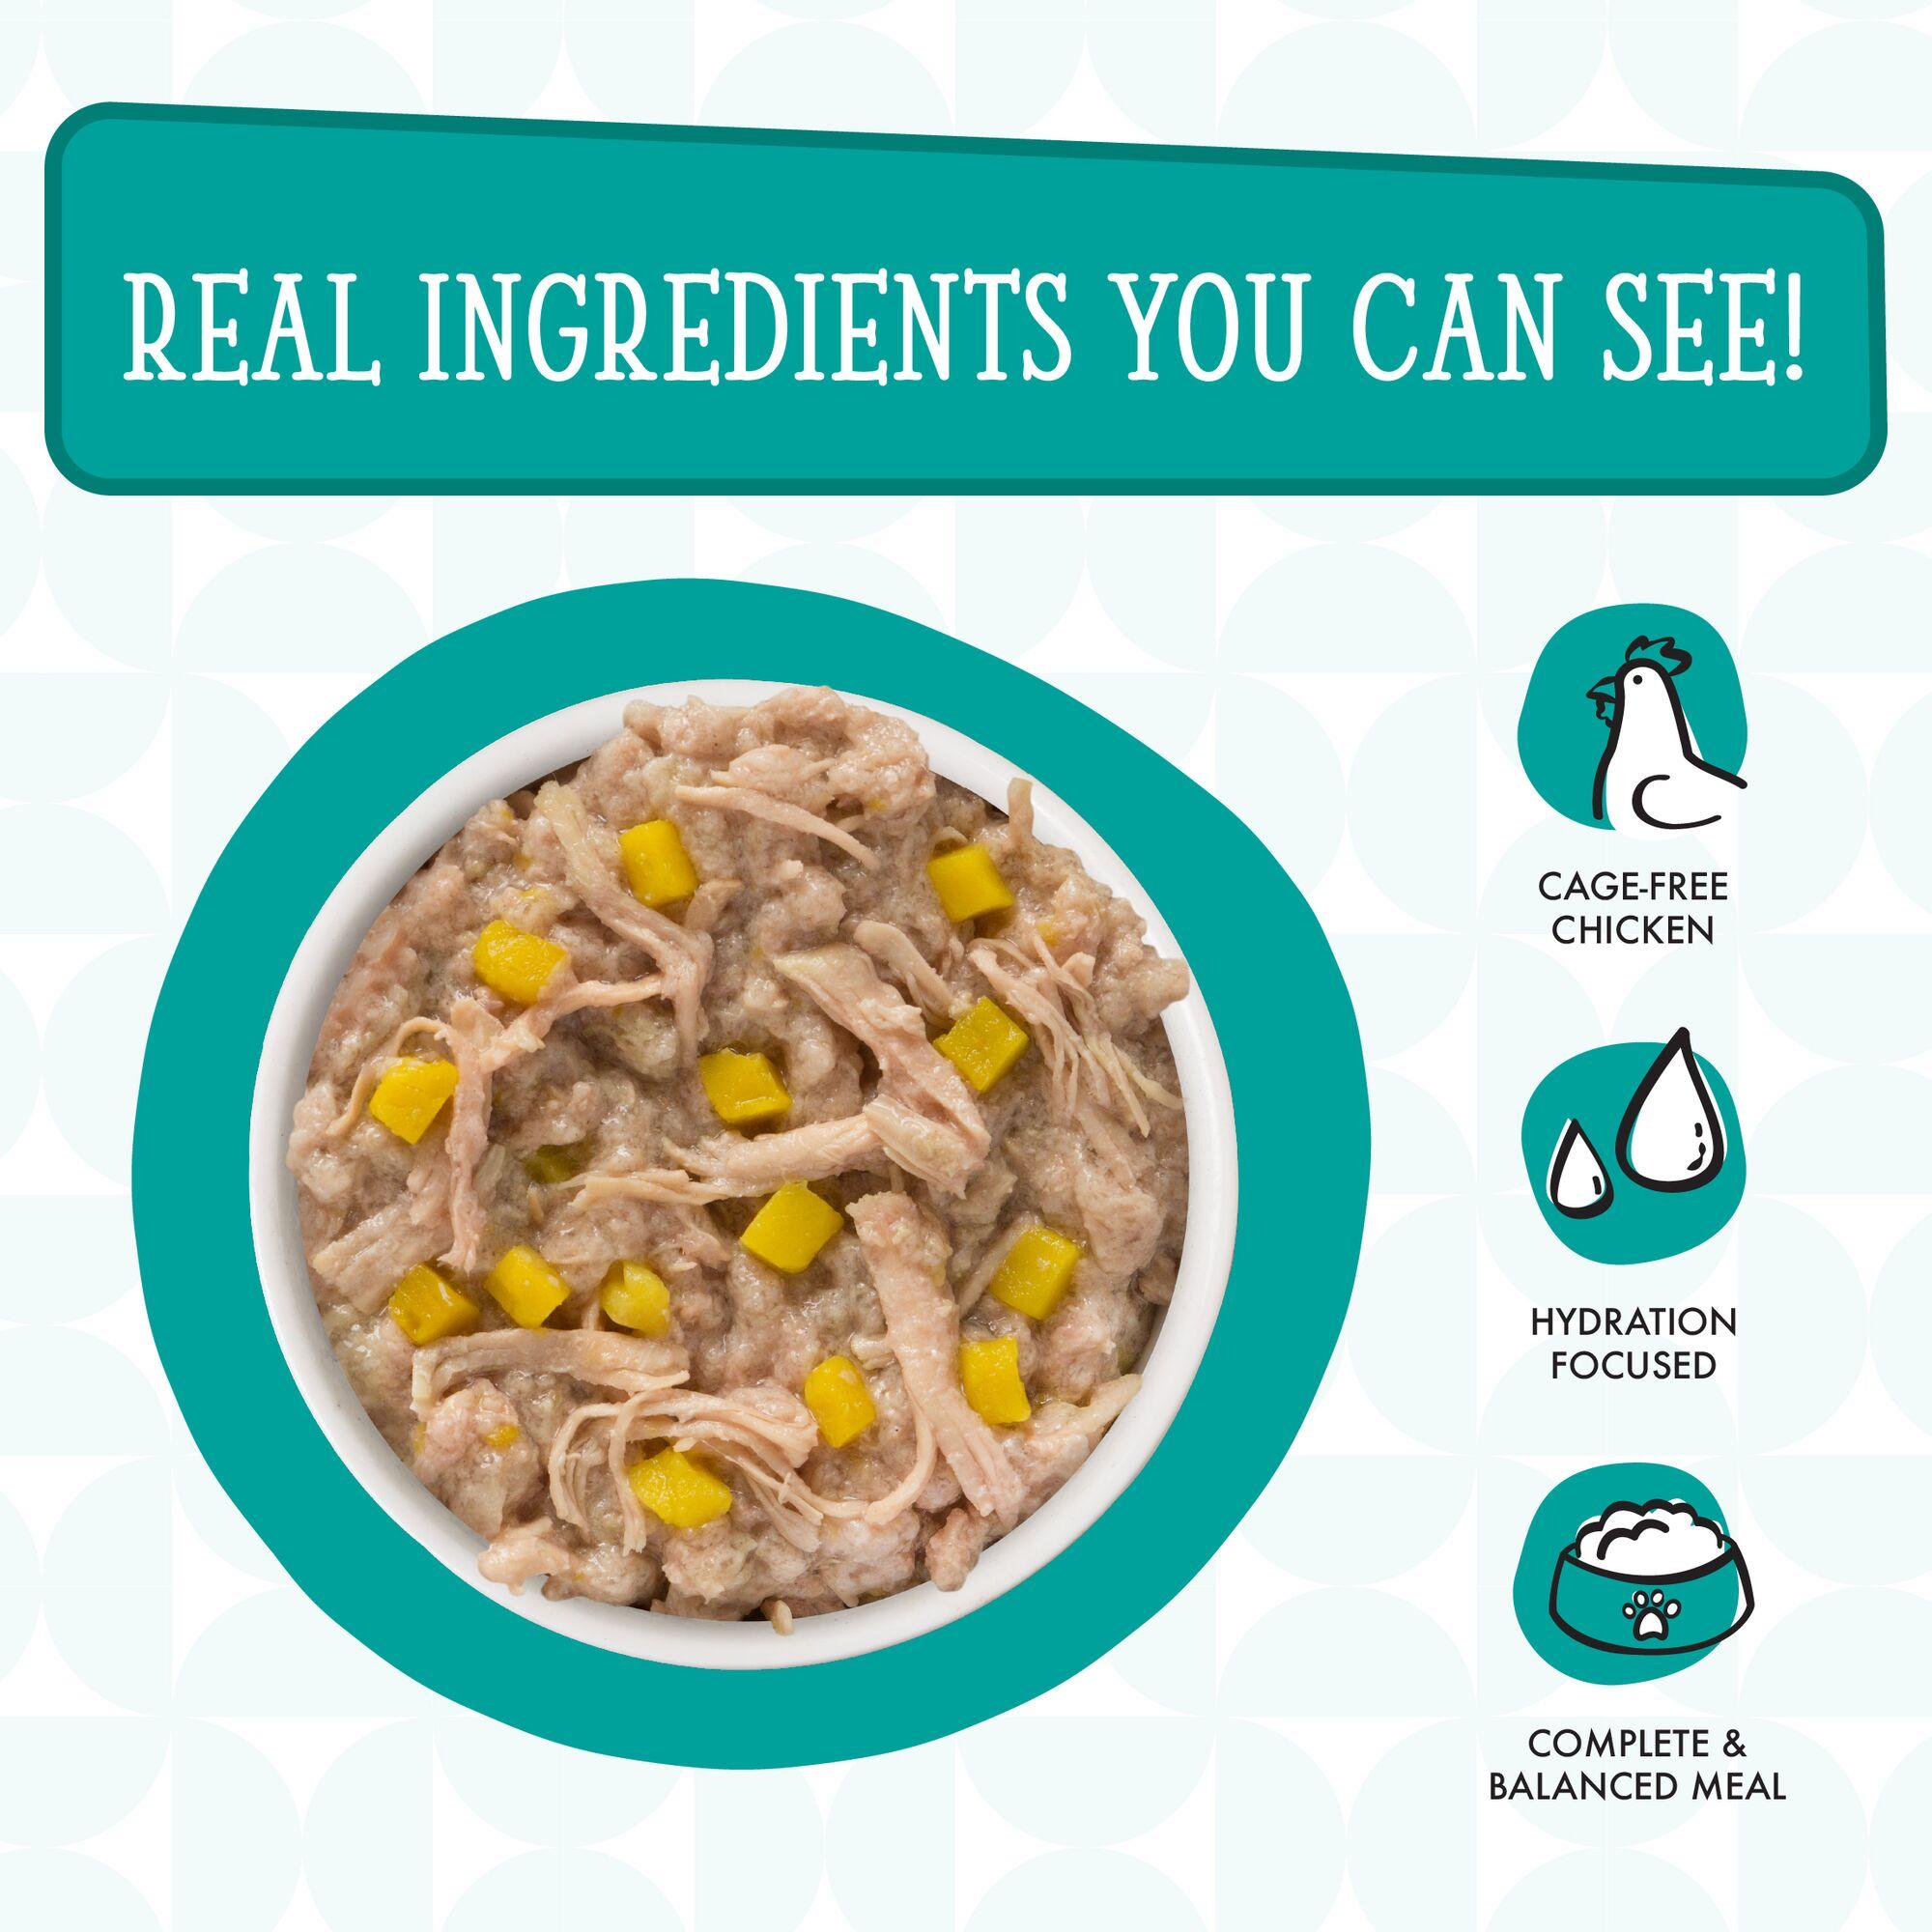 REAL INGREDIENTS YOU CAN SEE!
CAGE-FREE
CHICKEN
HYDRATION
FOCUSED
COMPLETE &
BALANCED MEAL